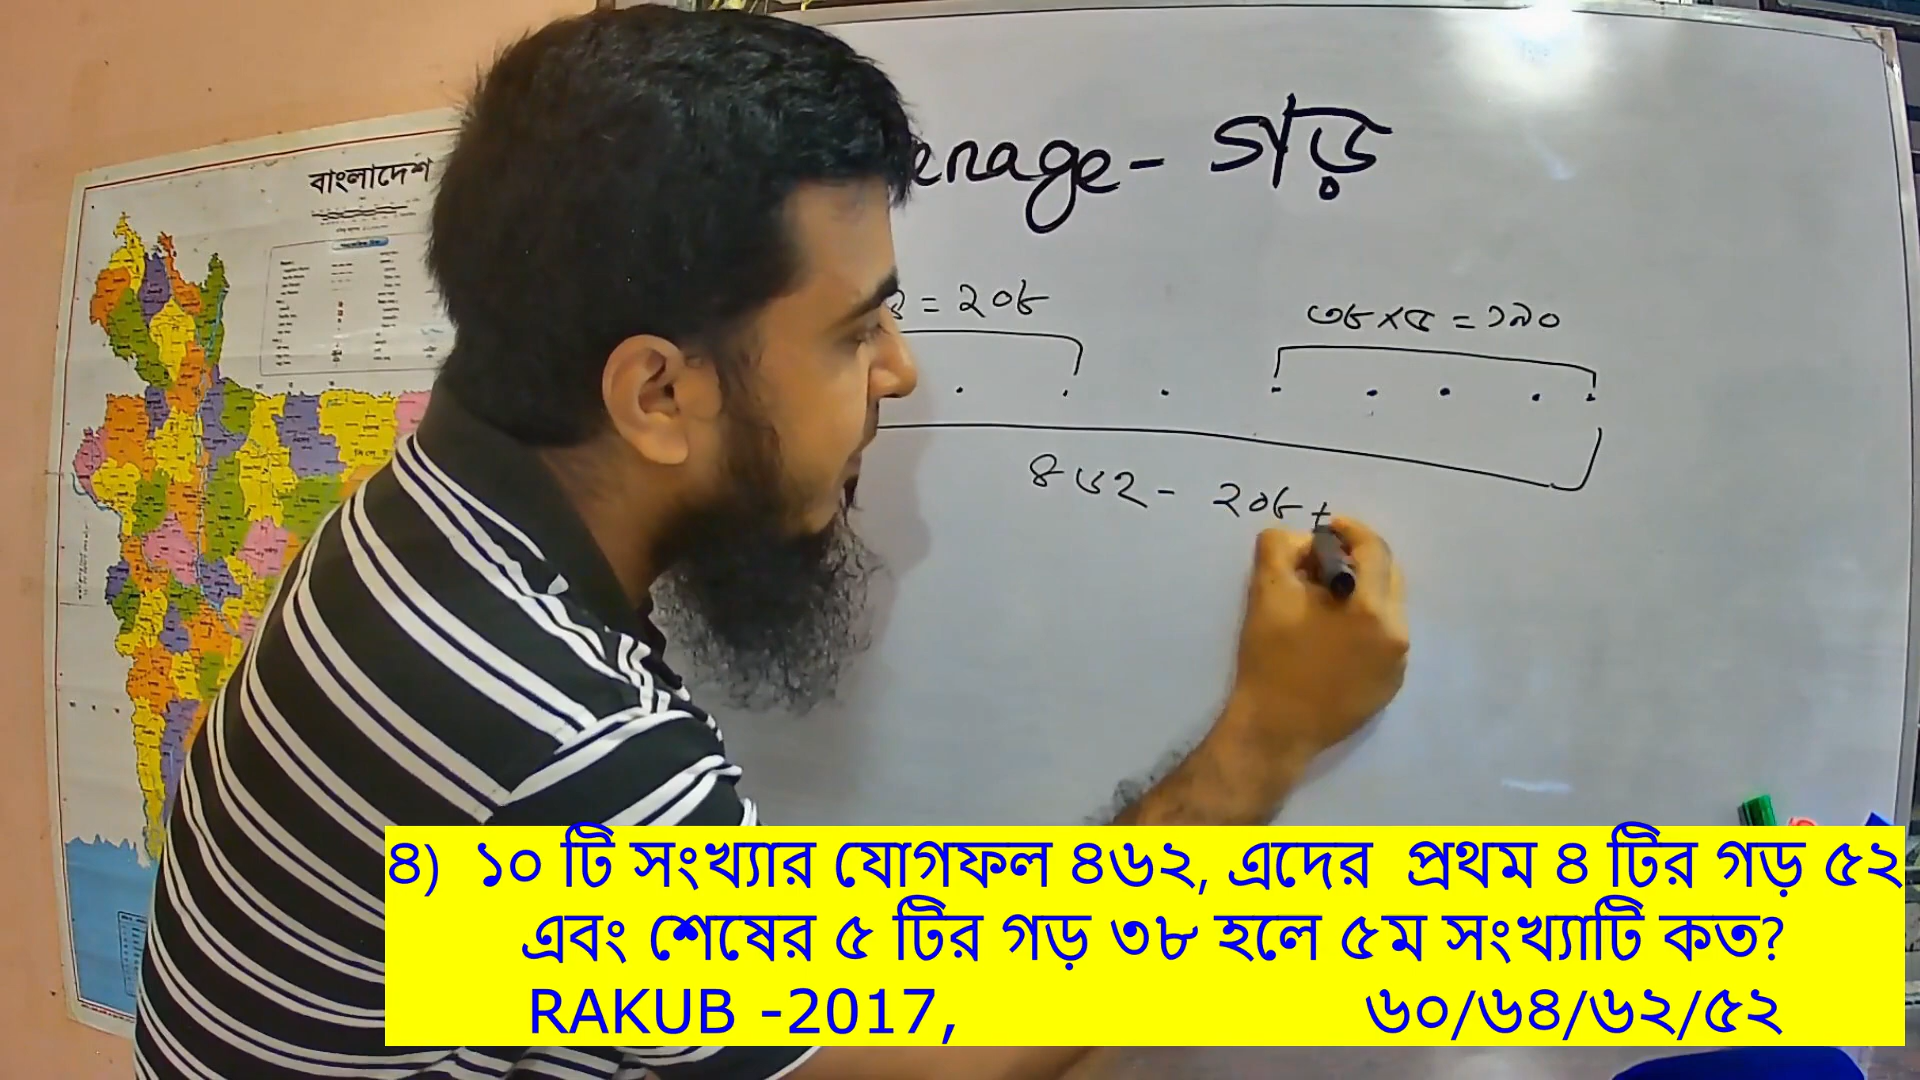 বাংলাদেশ
erage - গড়
৪ = ২০৮
৩৮ x ৫ = ১৯০
৪৬২ - ২০৮ +
৪) ১০ টি সংখ্যার যোগফল ৪৬২, এদের প্রথম ৪ টির গড় ৫২
এবং শেষের ৫ টির গড় ৩৮ হলে ৫ম সংখ্যাটি কত?
RAKUB -2017, ৬০/৬৪/৬২/৫২